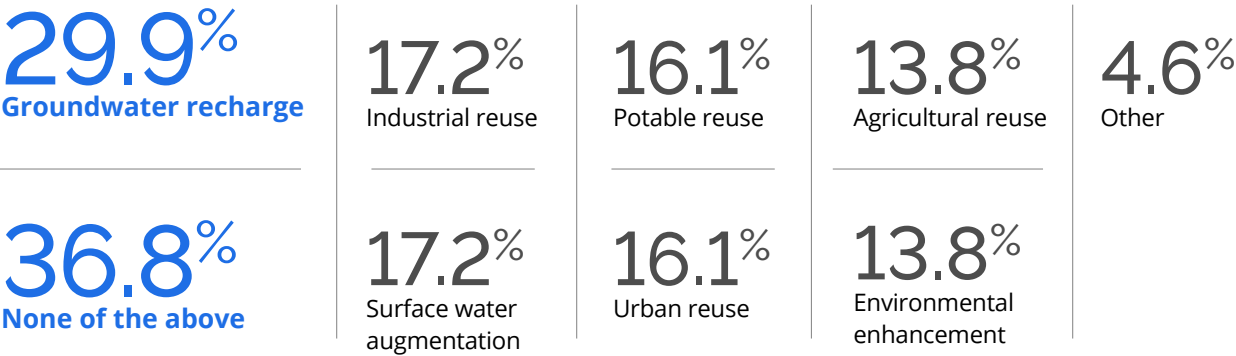 29.9%
Groundwater recharge
17.2%
Industrial reuse
16.1%
Potable reuse
13.8%
Agricultural reuse
4.6%
Other
36.8%
None of the above
17.2%
Surface water
augmentation
16.1%
Urban reuse
13.8%
Environmental
enhancement